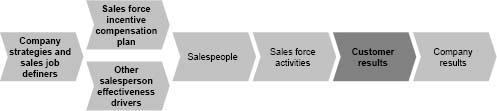 Company
strategies and
sales job
definers
Sales force
incentive
compensation
plan
Other
salesperson
effectiveness
drivers
Salespeople
Sales force
activities
Customer
results
Company
results